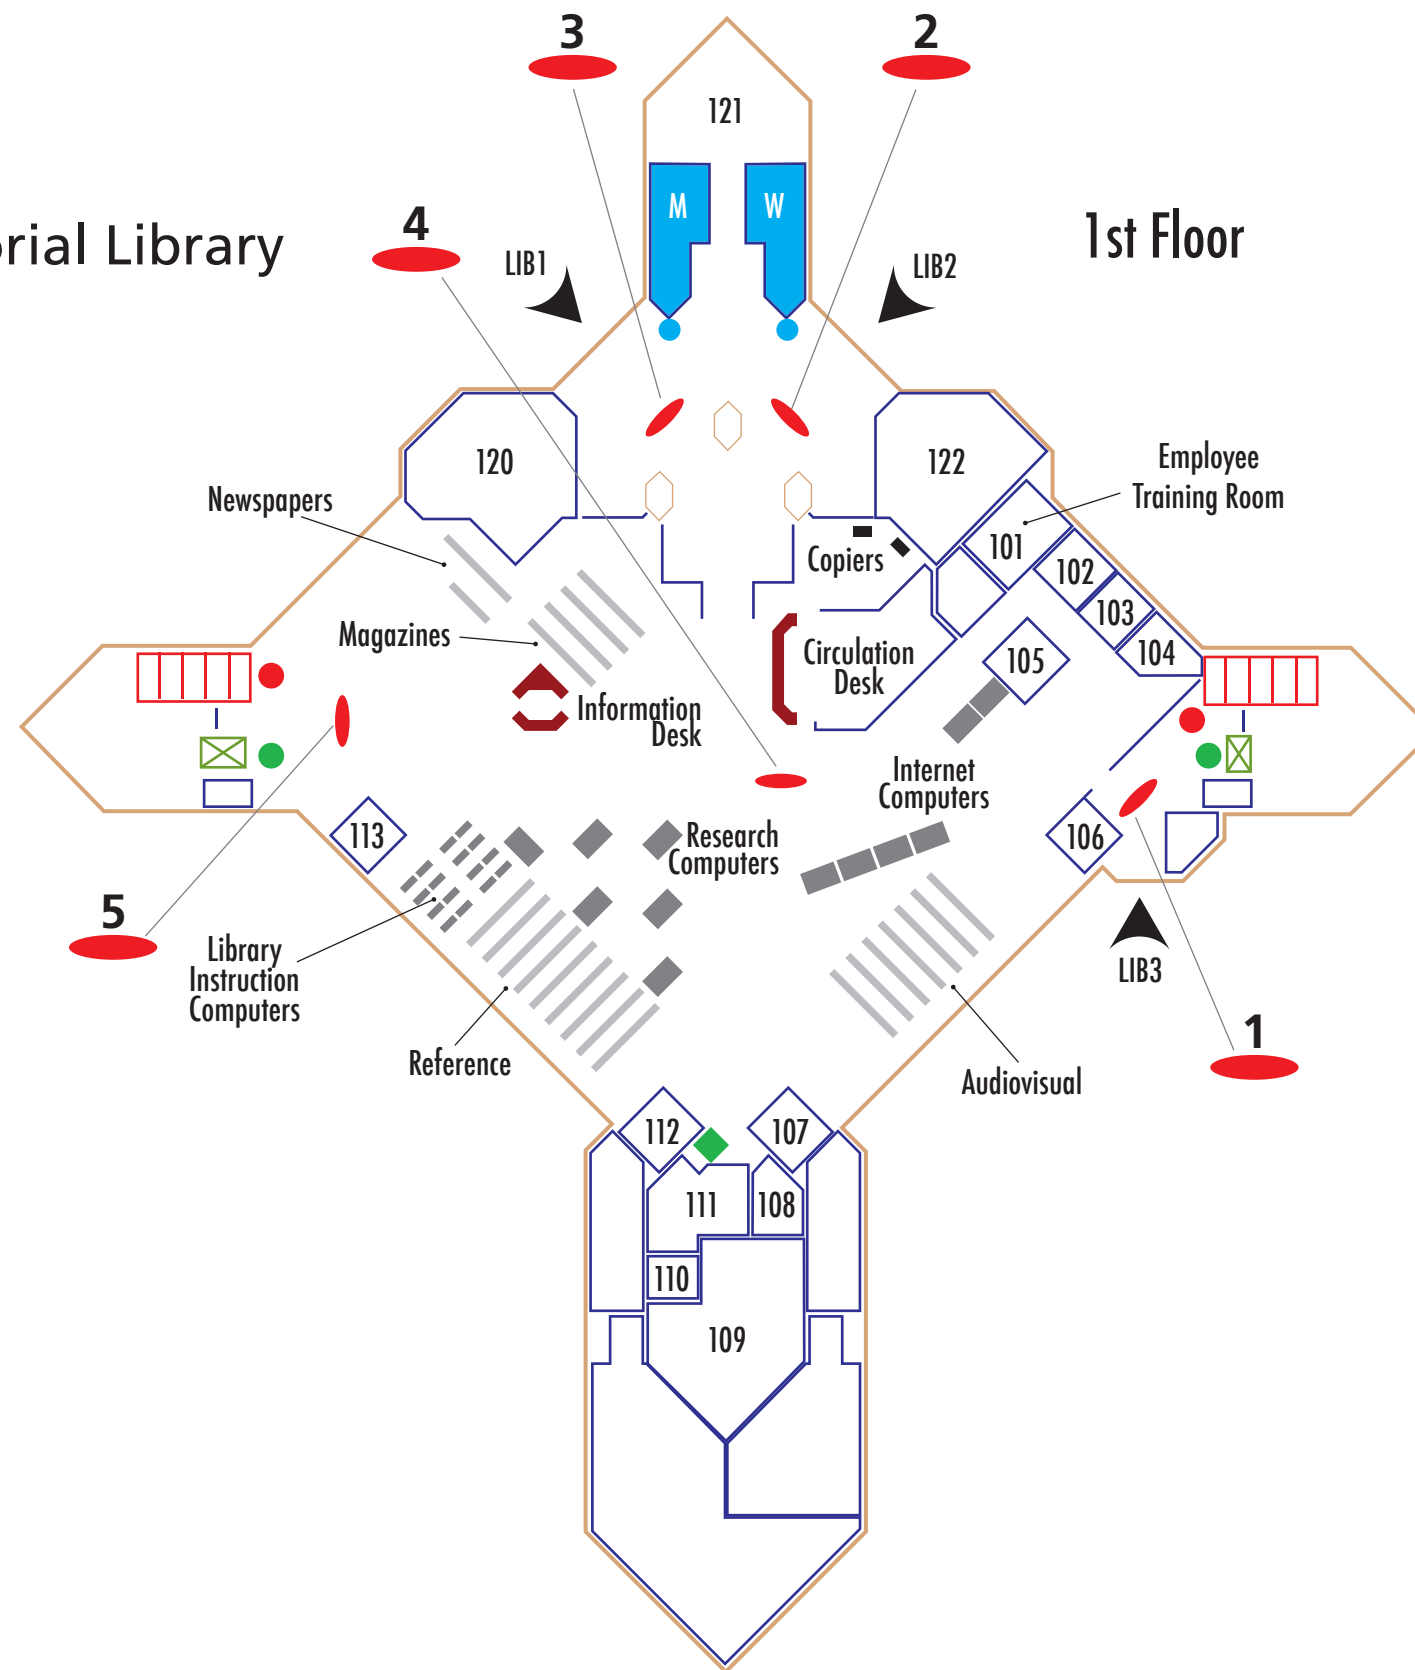 3
2
121
M
W
4
orial Library
1st Floor
LIB1
LIB2
120
122
Employee
Training Room
Newspapers
101
Copiers
102
103
Magazines
104
Circulation
Desk
105
Information
Desk
Internet
Computers
113
Research
Computers
106
5
Library
Instruction
Computers
LIB3
1
Reference
Audiovisual
112
107
111
108
110
109